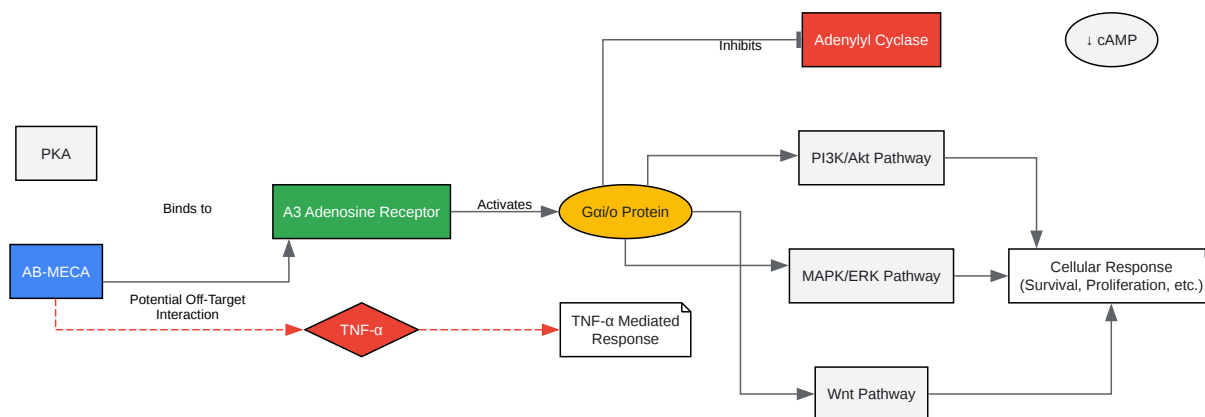 Inhibits
Adenylyl Cyclase
↓ cAMP
PKA
PI3K/Akt Pathway
Binds to
A3 Adenosine Receptor
Activates
Gαi/o Protein
AB-MECA
MAPK/ERK Pathway
Cellular Response
(Survival, Proliferation, etc.)
Potential Off-Target
Interaction
TNF-α
TNF-α Mediated
Response
Wnt Pathway